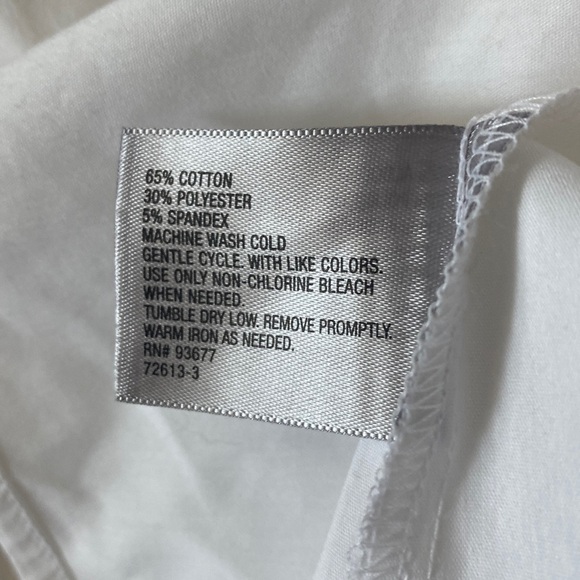 65% COTTON
30% POLYESTER
5% SPANDEX
MACHINE WASH COLD
GENTLE CYCLE. WITH LIKE COLORS.
USE ONLY NON-CHLORINE BLEACH
WHEN NEEDED.
TUMBLE DRY LOW. REMOVE PROMPTLY.
WARM IRON AS NEEDED.
RN# 93677
72613-3